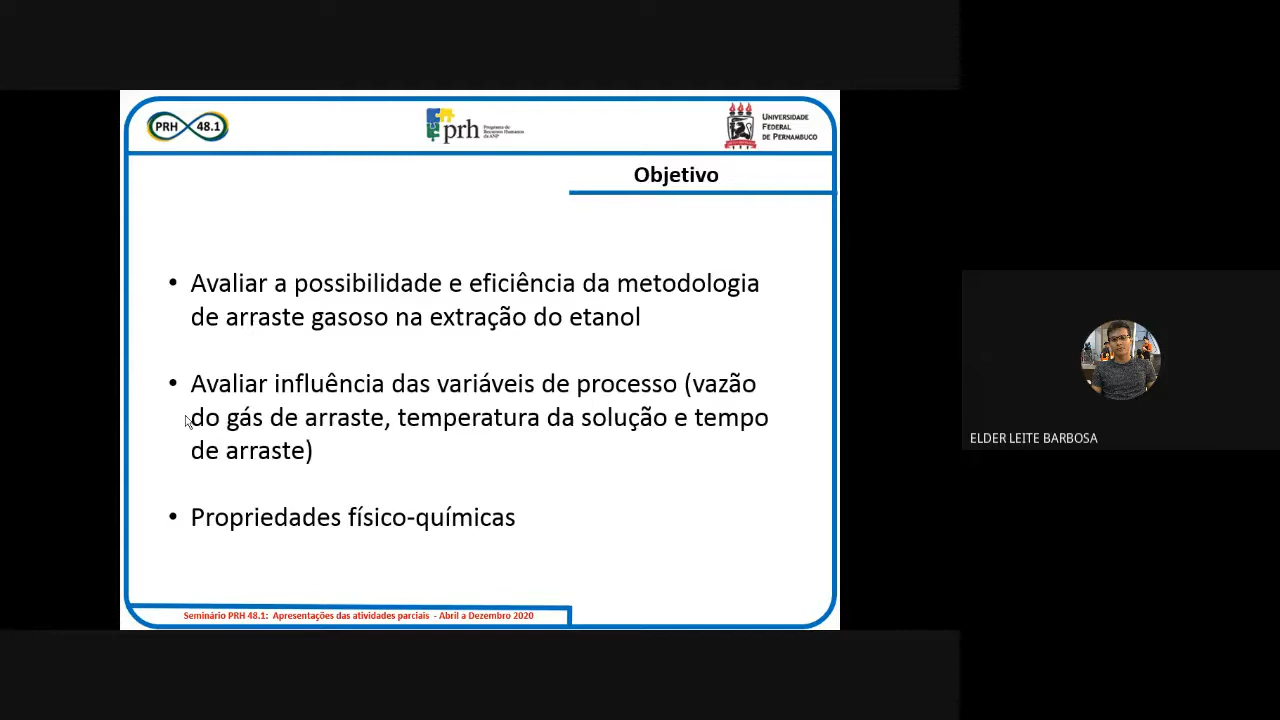 PRH 48.1
prh Programa de
Recursos Humanos
da ANP
UNIVERSIDADE
FEDERAL
DE PERNAMBUCO
Objetivo
• Avaliar a possibilidade e eficiência da metodologia
de arraste gasoso na extração do etanol
• Avaliar influência das variáveis de processo (vazão
do gás de arraste, temperatura da solução e tempo
de arraste)
• Propriedades físico-químicas
ELDER LEITE BARBOSA
Seminário PRH 48.1: Apresentações das atividades parciais - Abril a Dezembro 2020